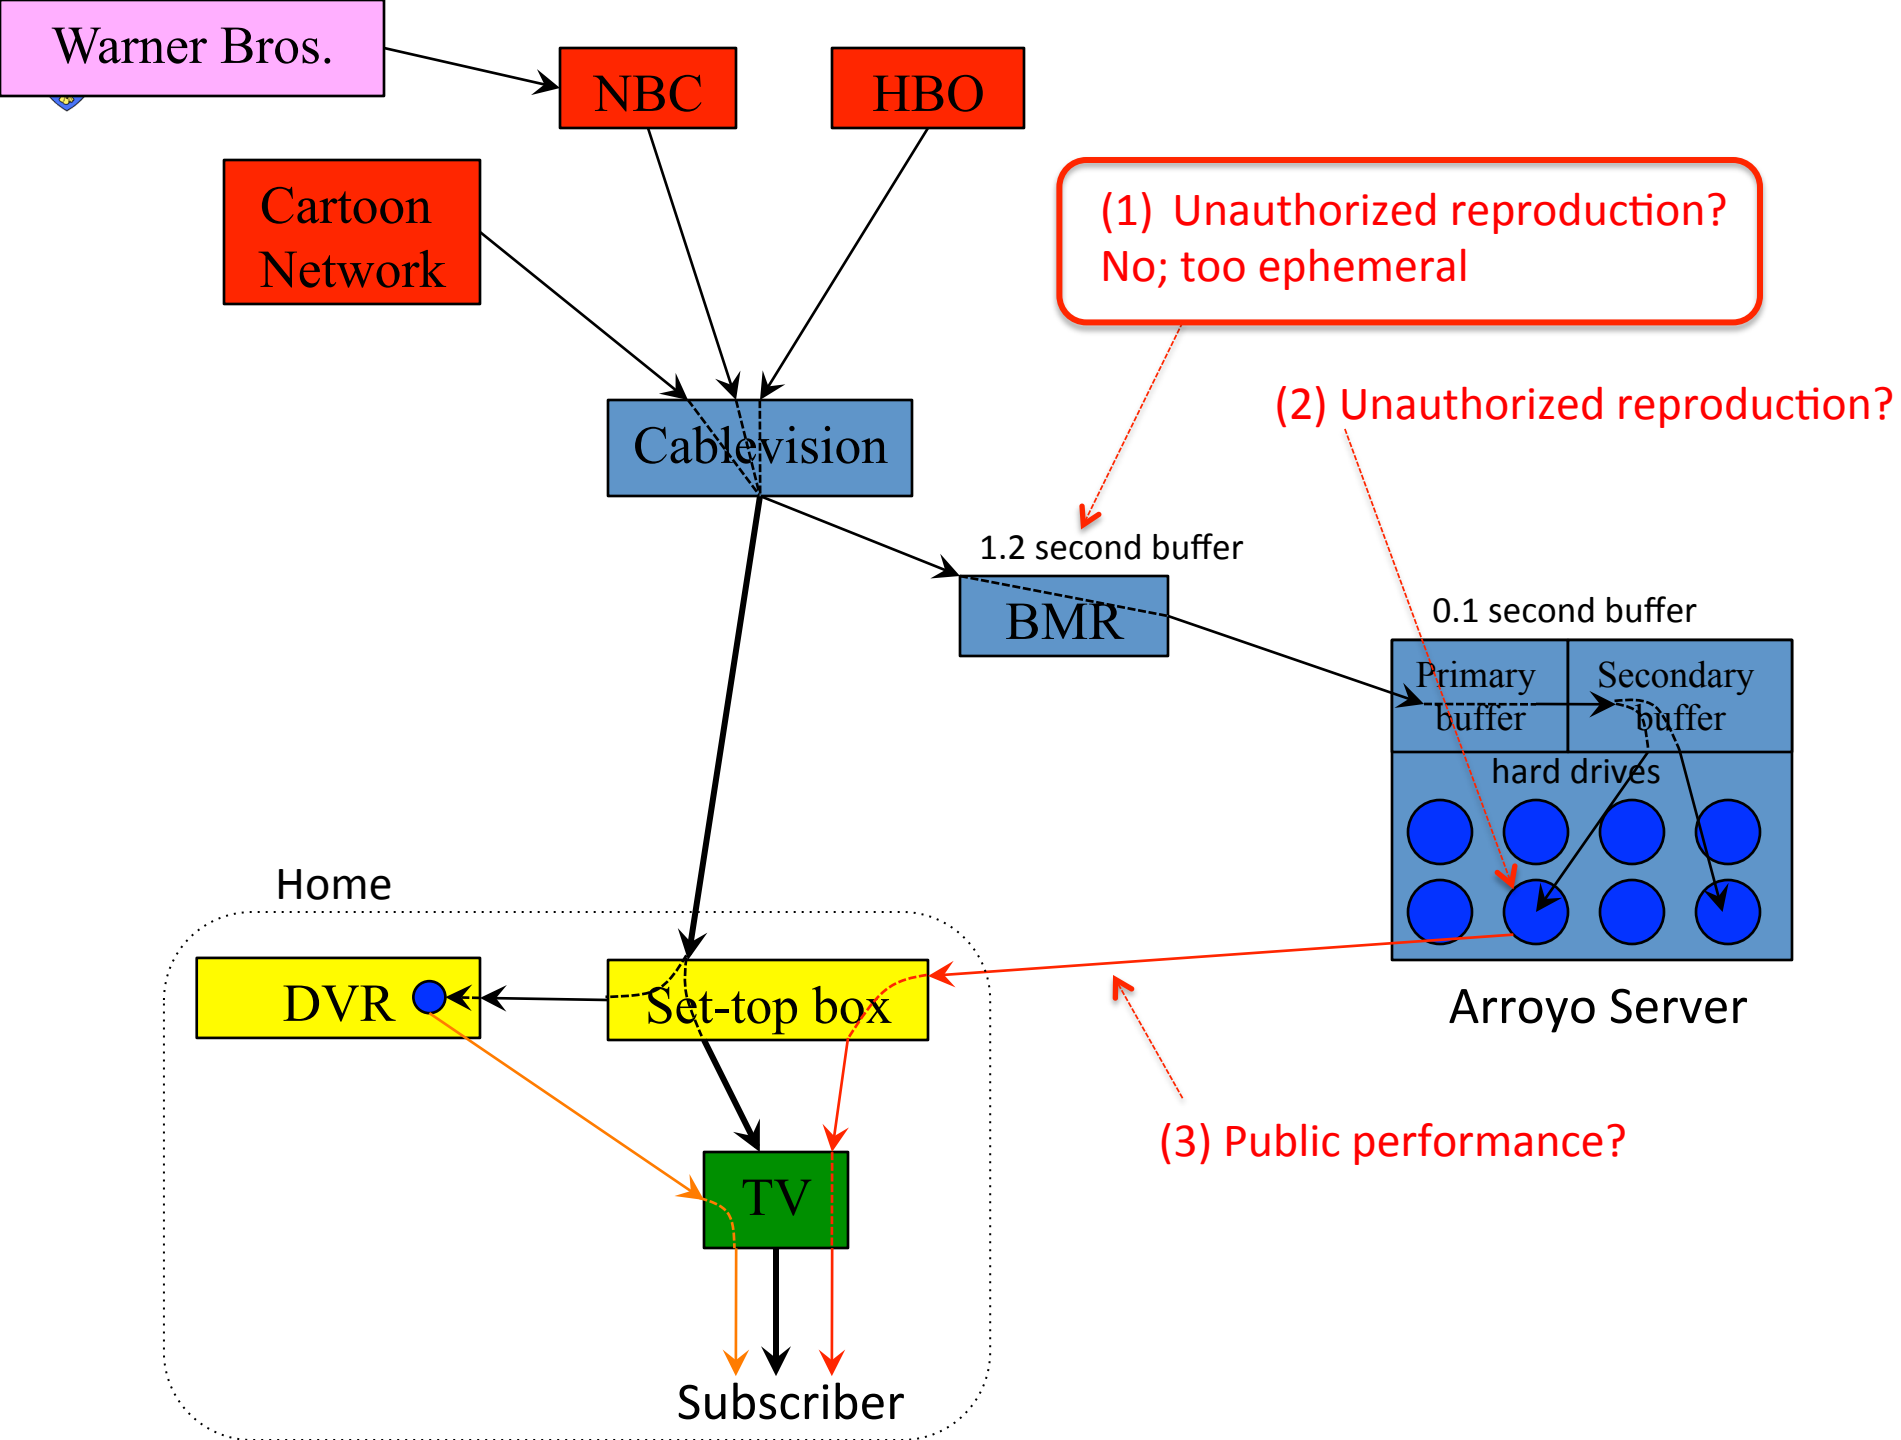 Warner Bros.
NBC
HBO
Cartoon
Network
(1) Unauthorized reproduction?
No; too ephemeral
(2) Unauthorized reproduction?
Cablevision
1.2 second buffer
BMR
0.1 second buffer
Primary
buffer
Secondary
buffer
hard drives
Home
DVR
Set-top box
Arroyo Server
(3) Public performance?
TV
Subscriber